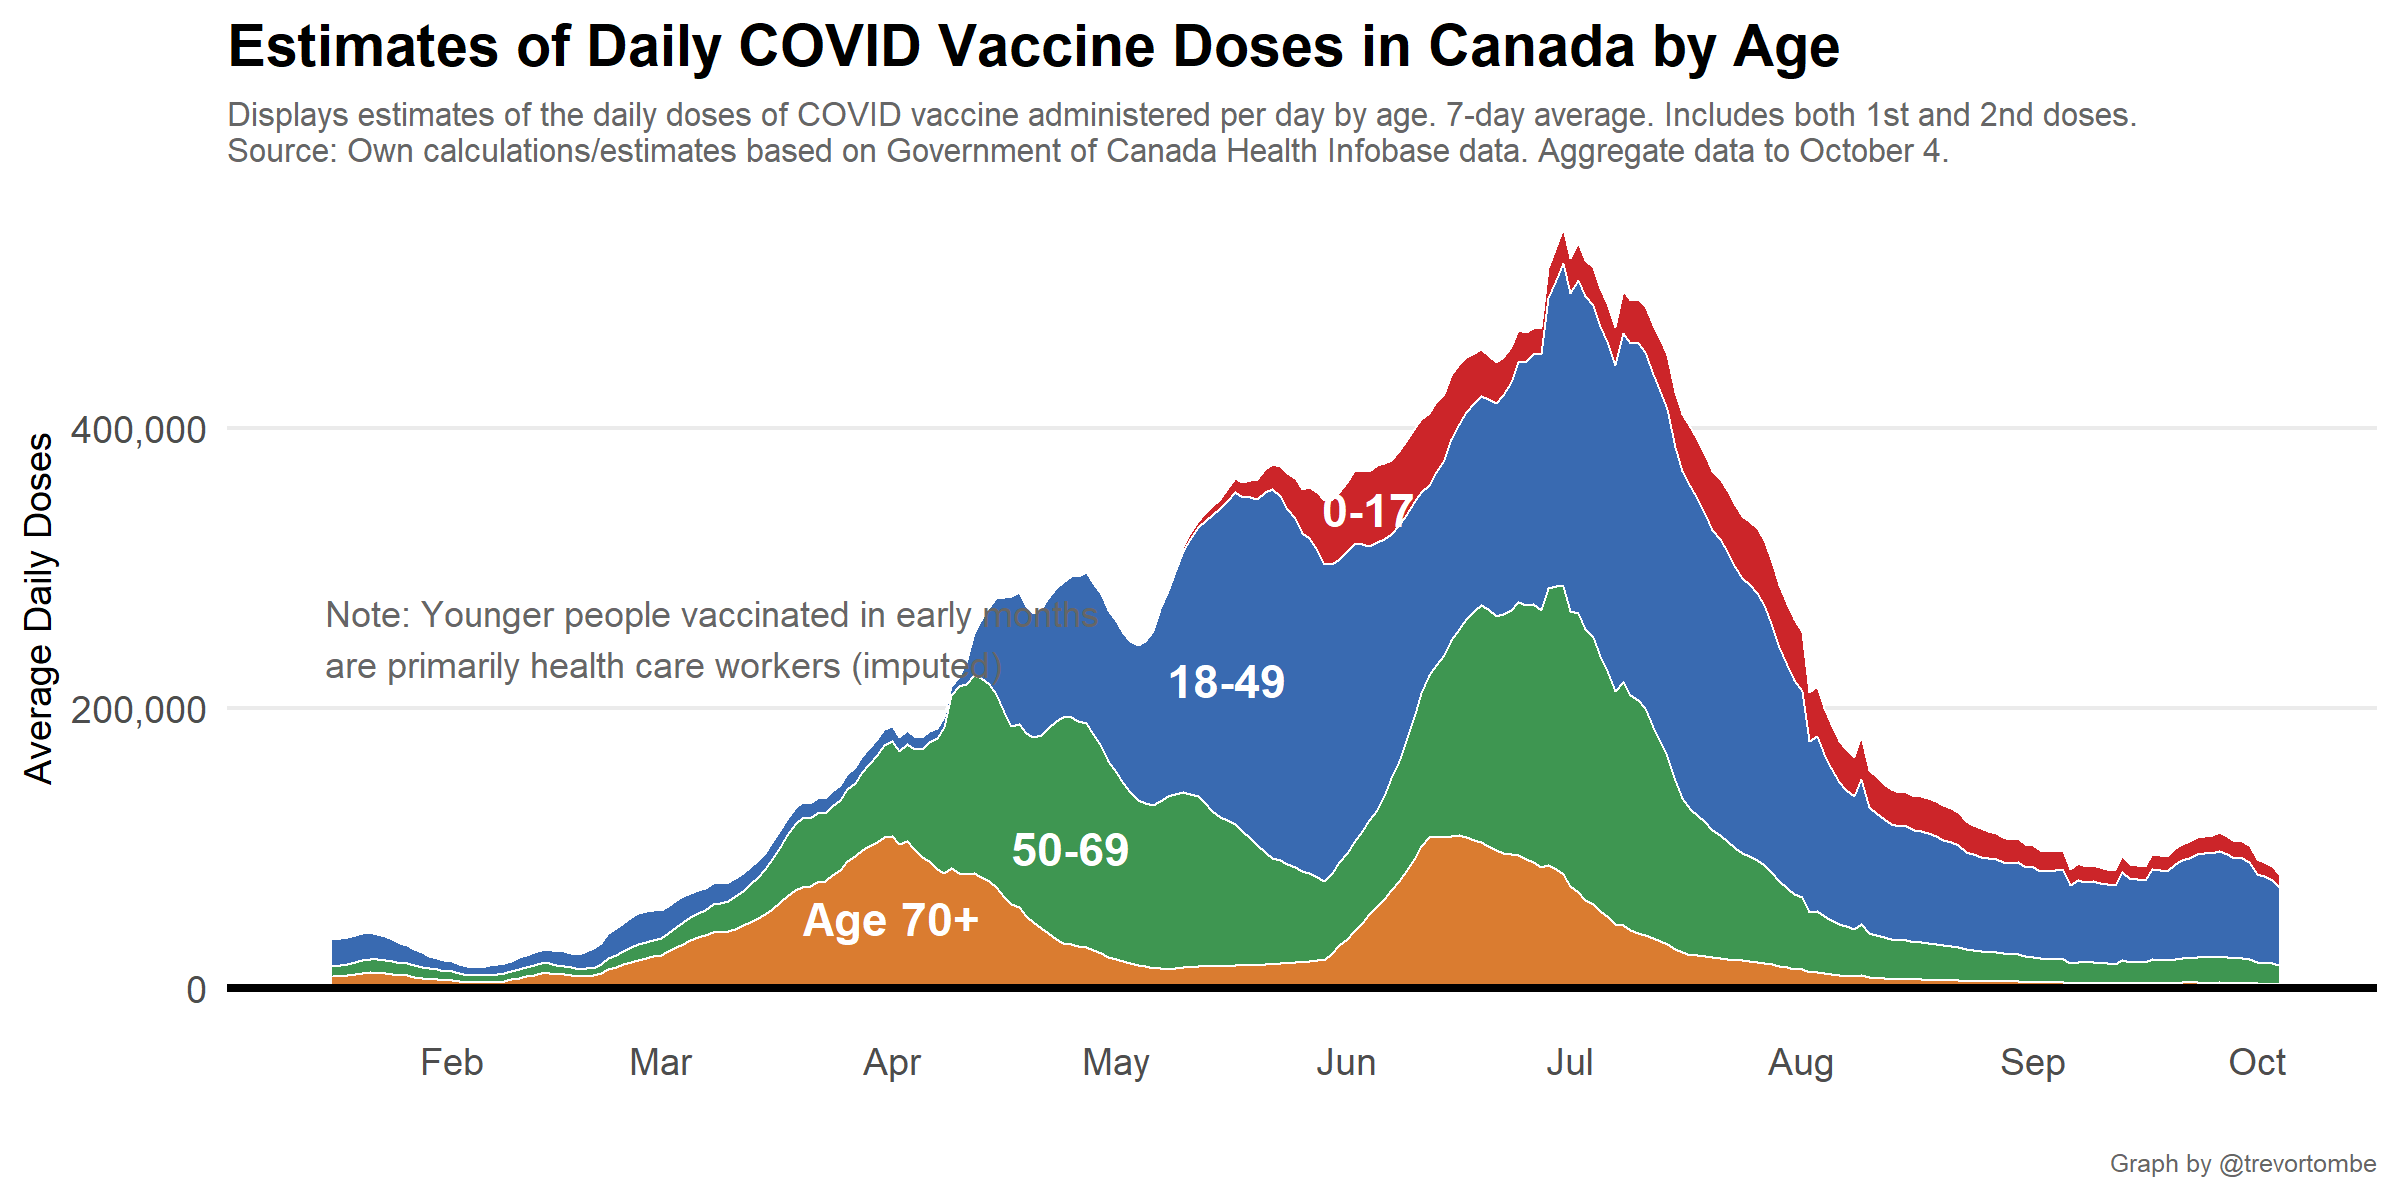 Estimates of Daily COVID Vaccine Doses in Canada by Age
Displays estimates of the daily doses of COVID vaccine administered per day by age. 7-day average. Includes both 1st and 2nd doses.
Source: Own calculations/estimates based on Government of Canada Health Infobase data. Aggregate data to October 4.
Average Daily Doses
400,000
200,000
0
0-17
Note: Younger people vaccinated in early months
are primarily health care workers (imputed)
18-49
50-69
Age 70+
Feb Mar Apr May Jun Jul Aug Sep Oct
Graph by @trevortombe